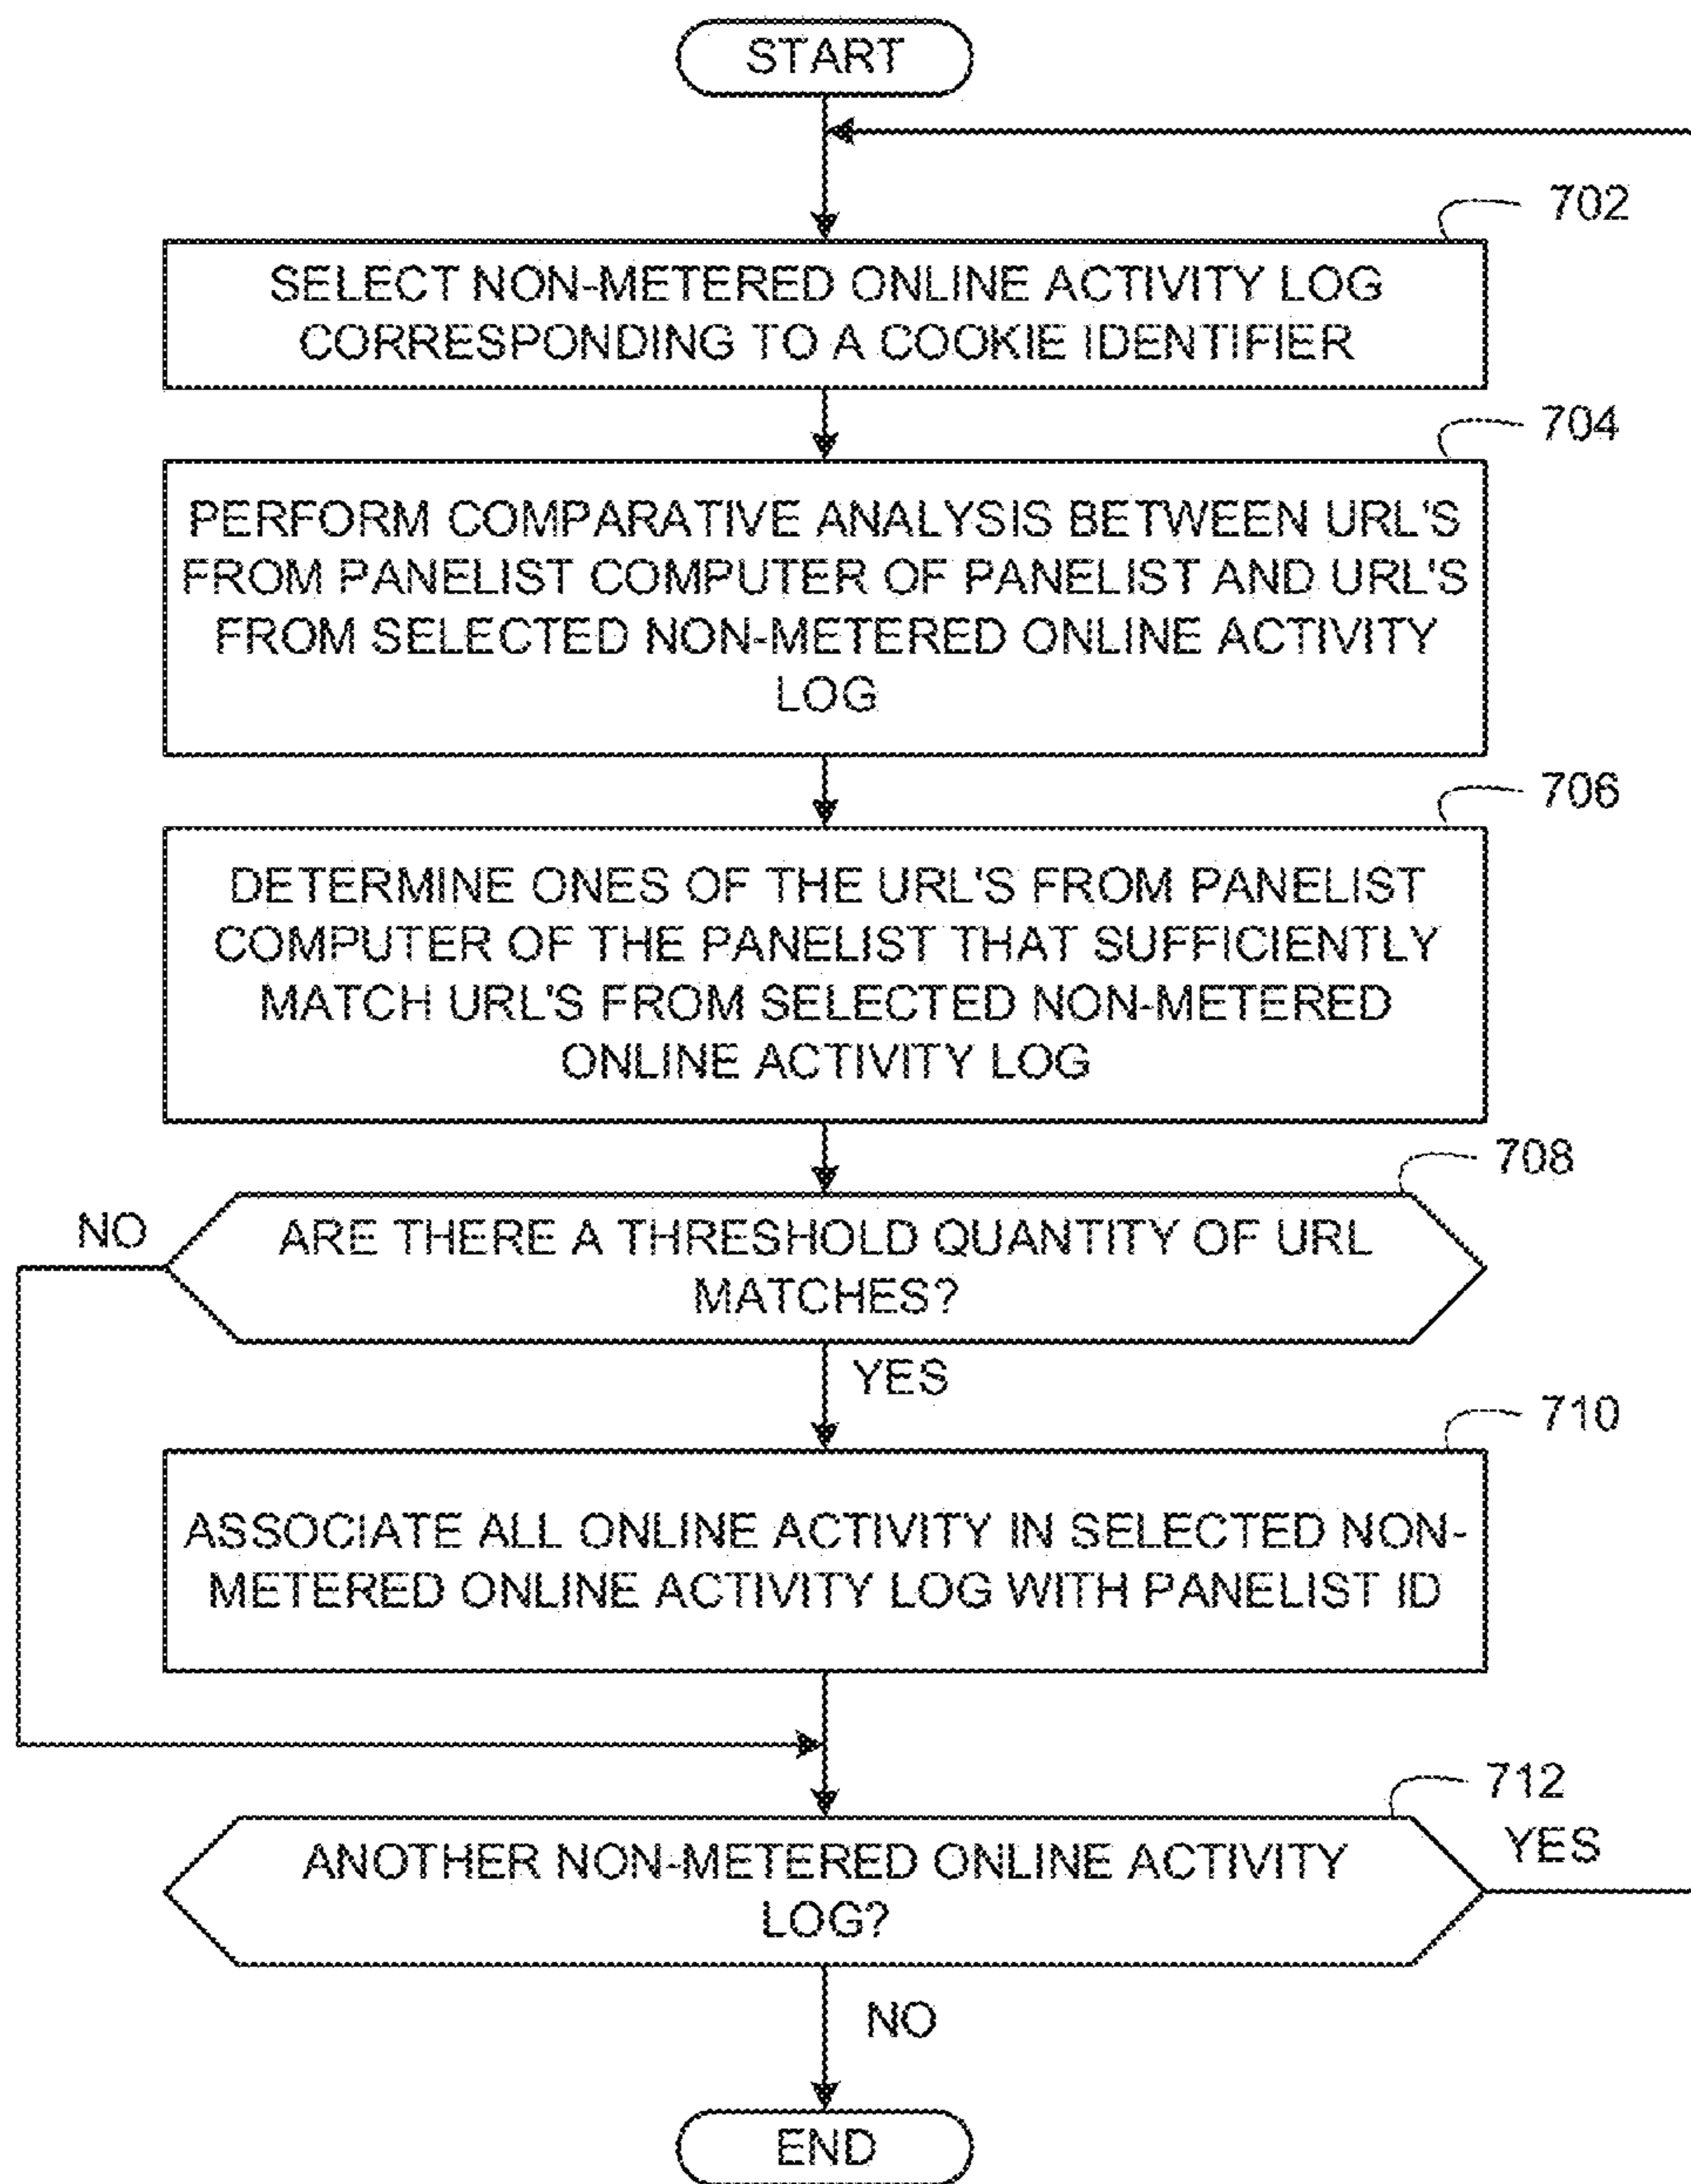 START
702
SELECT NON-METERED ONLINE ACTIVITY LOG
CORRESPONDING TO A COOKIE IDENTIFIER
704
PERFORM COMPARATIVE ANALYSIS BETWEEN URL'S
FROM PANELIST COMPUTER OF PANELIST AND URL'S
FROM SELECTED NON-METERED ONLINE ACTIVITY
LOG
706
DETERMINE ONES OF THE URL'S FROM PANELIST
COMPUTER OF THE PANELIST THAT SUFFICIENTLY
MATCH URL'S FROM SELECTED NON-METERED
ONLINE ACTIVITY LOG
708
NO
ARE THERE A THRESHOLD QUANTITY OF URL
MATCHES?
YES
710
ASSOCIATE ALL ONLINE ACTIVITY IN SELECTED NON-
METERED ONLINE ACTIVITY LOG WITH PANELIST ID
712
YES
ANOTHER NON-METERED ONLINE ACTIVITY
LOG?
NO
END